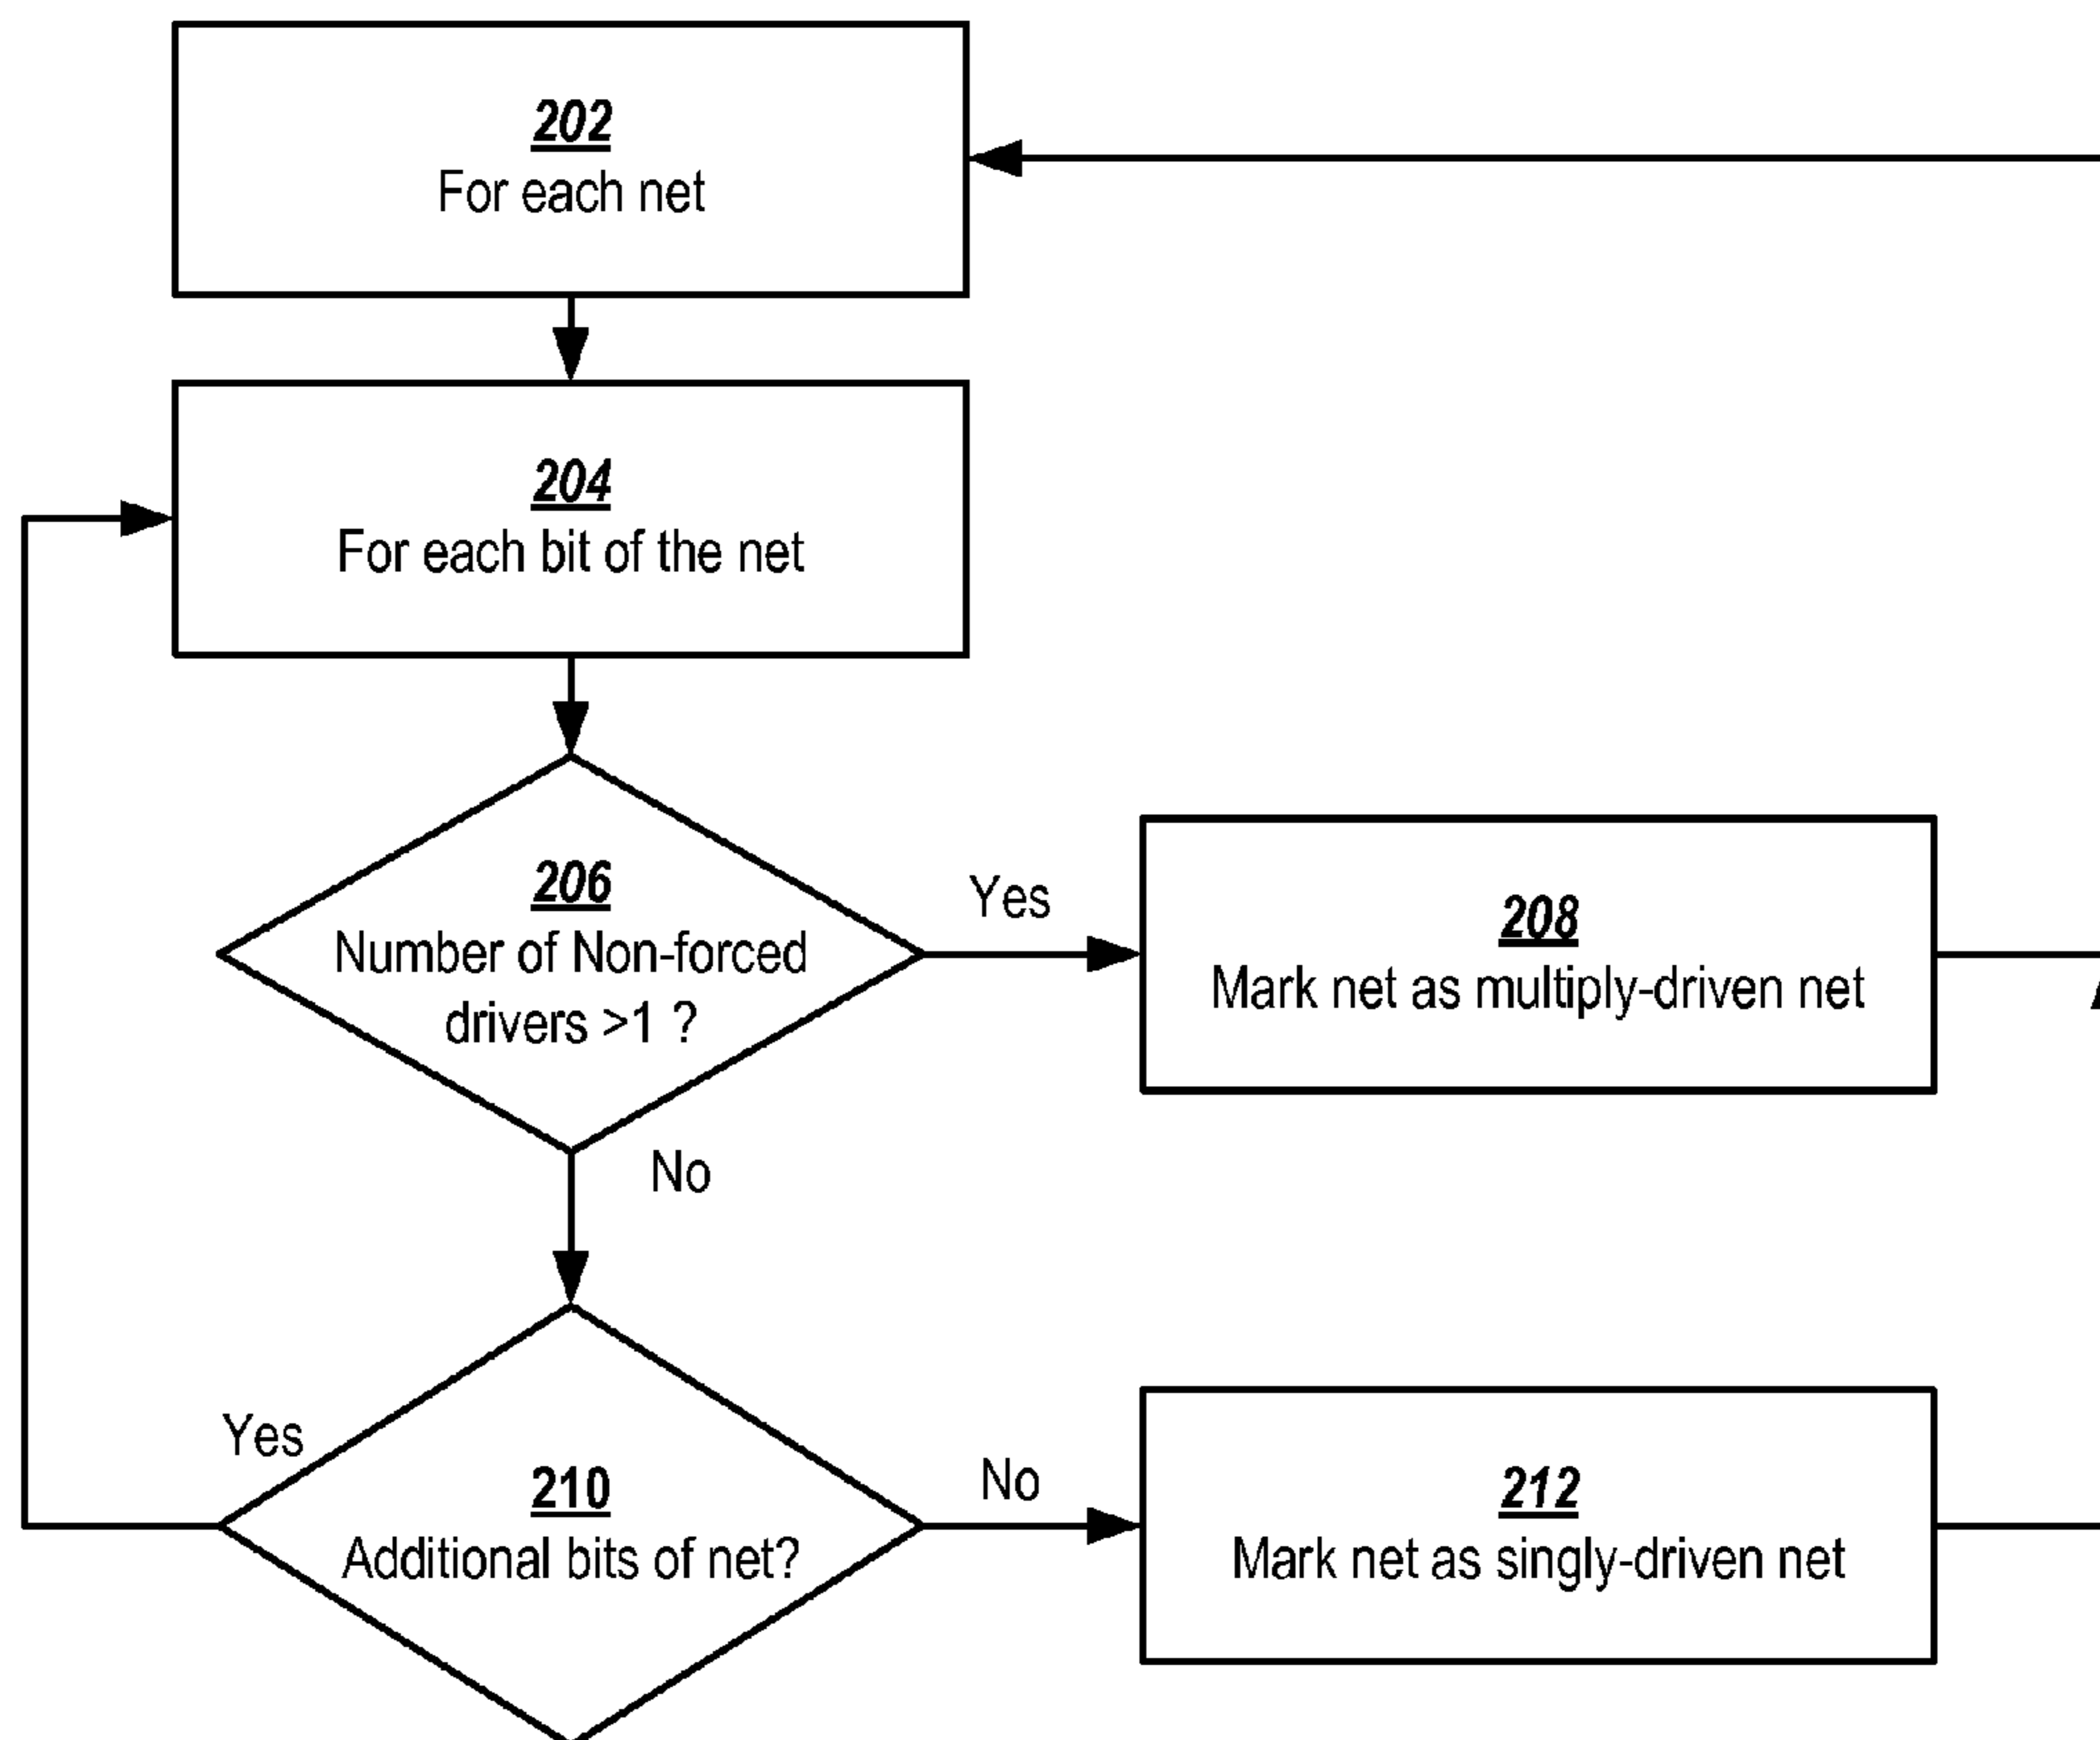 202
For each net
204
For each bit of the net
206
Number of Non-forced
drivers >1 ?
Yes
208
Mark net as multiply-driven net
No
Yes
210
Additional bits of net?
No
212
Mark net as singly-driven net